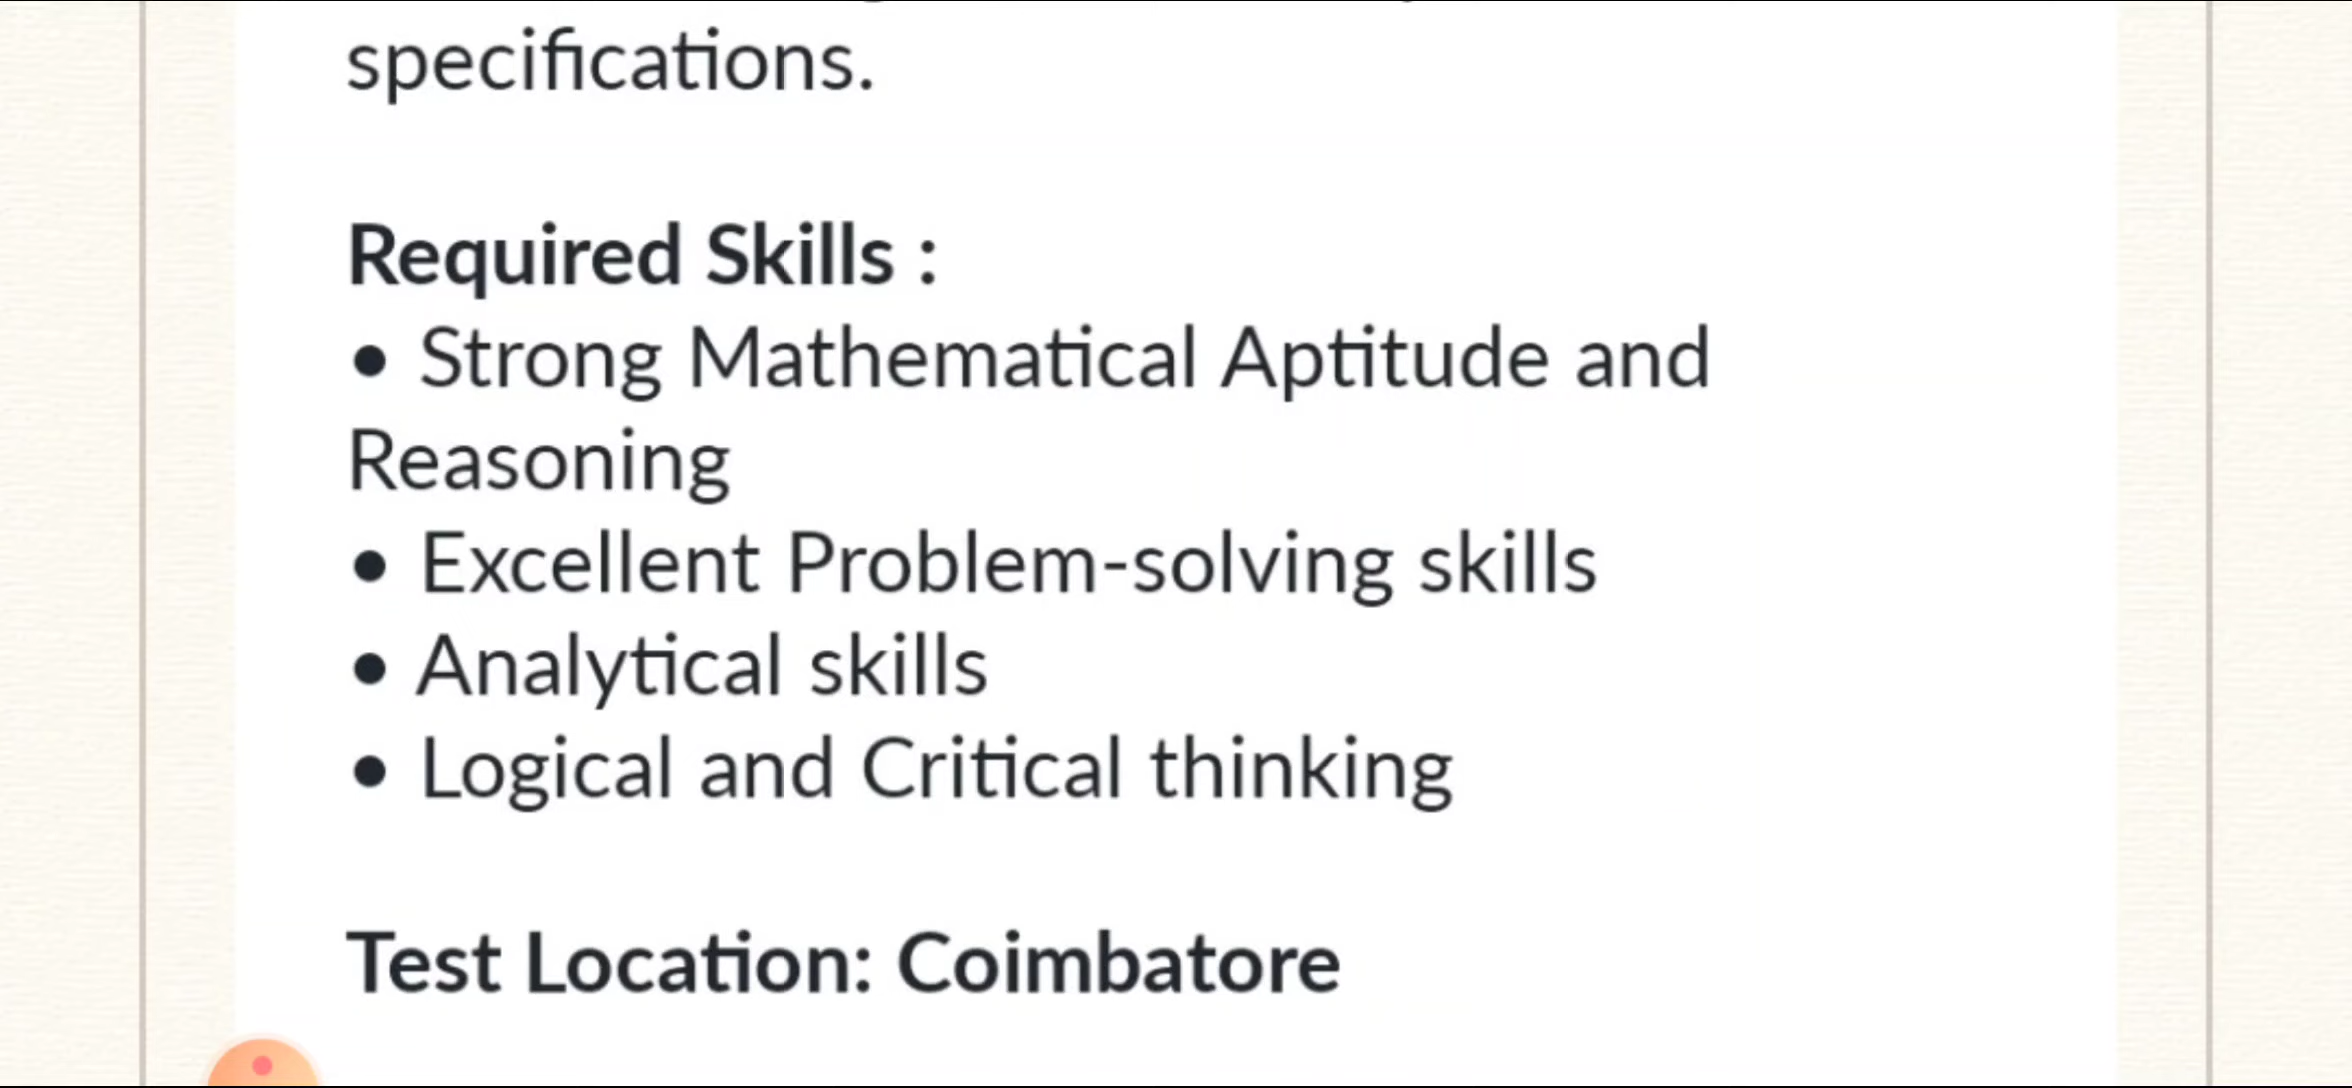 specifications.
Required Skills :
• Strong Mathematical Aptitude and
Reasoning
• Excellent Problem-solving skills
• Analytical skills
• Logical and Critical thinking
Test Location: Coimbatore